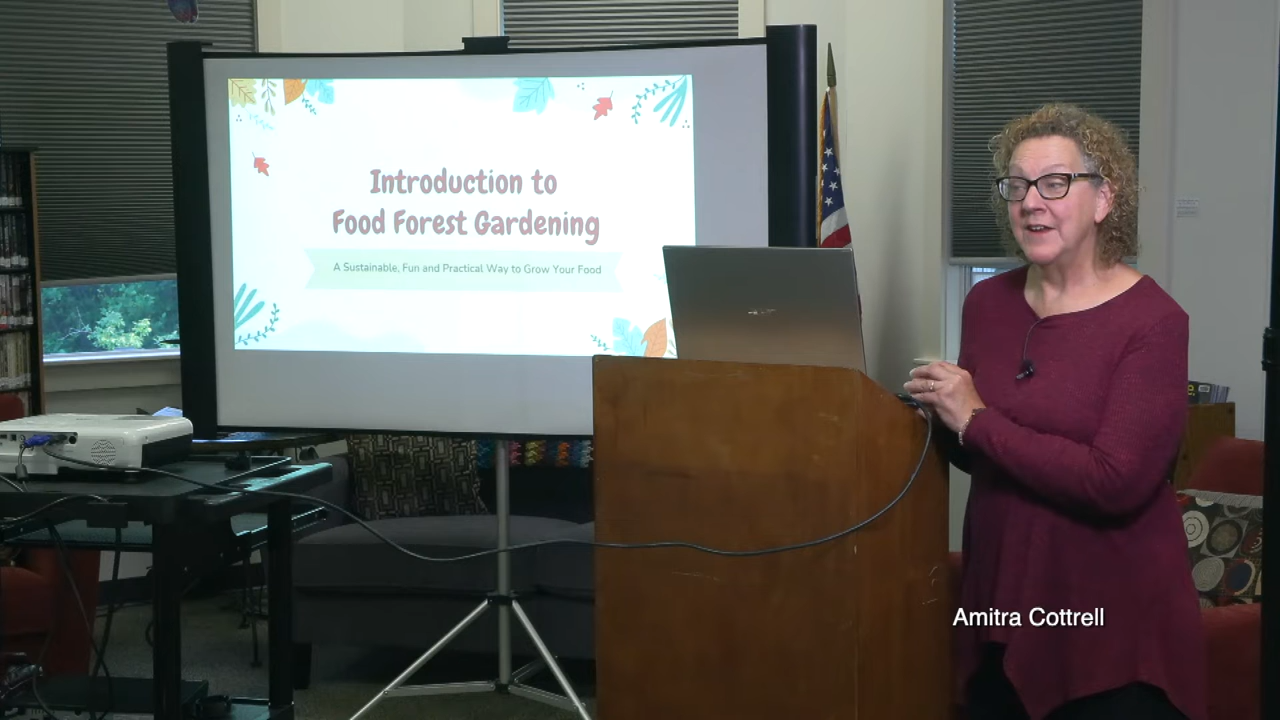 Introduction to
Food Forest Gardening
A Sustainable, Fun and Practical Way to Grow Your Food
Amitra Cottrell